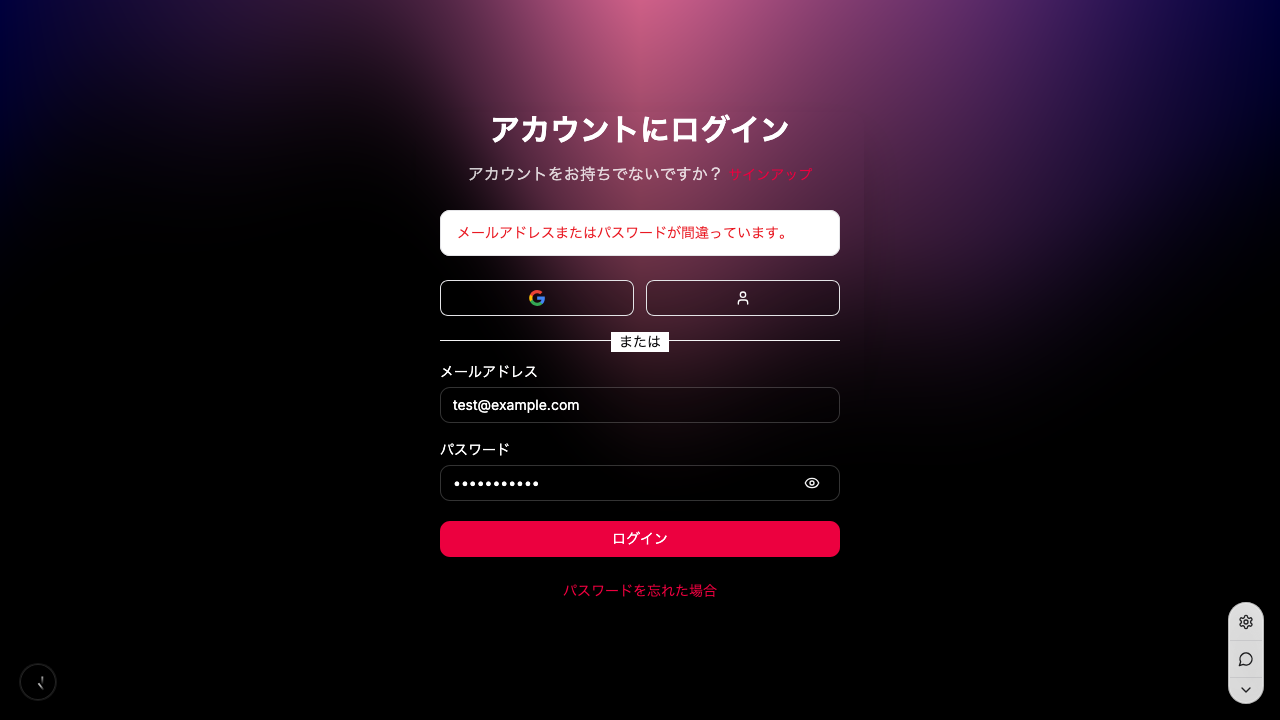 アカウントにログイン
アカウントをお持ちでないですか？ サインアップ
メールアドレスまたはパスワードが間違っています。
または
メールアドレス
test@example.com
パスワード
•••••••••••
ログイン
パスワードを忘れた場合